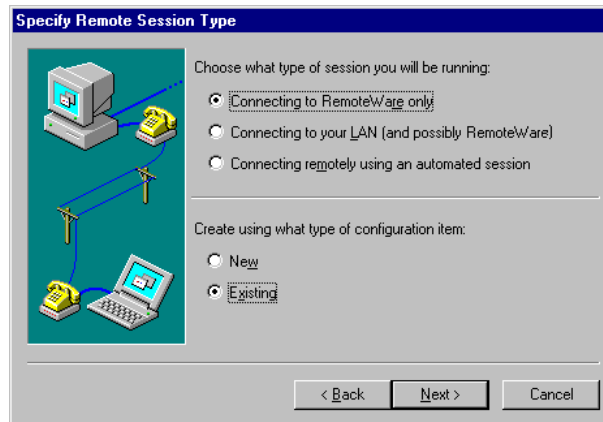 Specify Remote Session Type
Choose what type of session you will be running:
Connecting to RemoteWare only
Connecting to your LAN (and possibly RemoteWare)
Connecting remotely using an automated session
Create using what type of configuration item:
New
Existing
< Back
Next >
Cancel